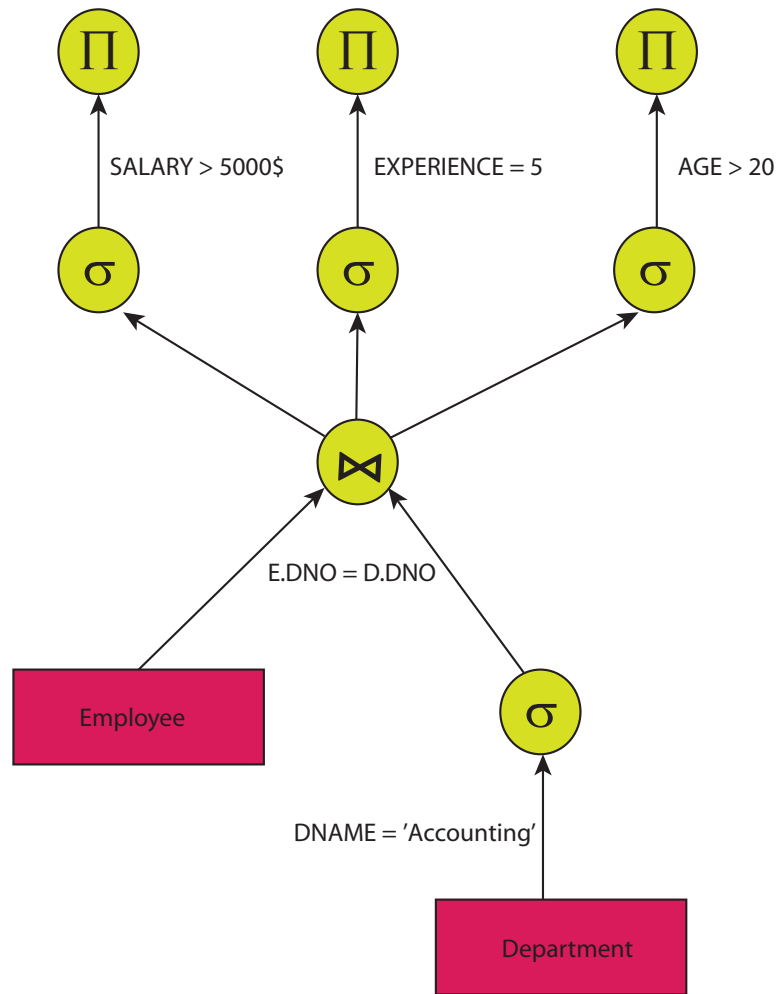 Π Π Π
SALARY > 5000$ EXPERIENCE = 5 AGE > 20
σ σ σ
⋈
E.DNO = D.DNO
Employee σ
DNAME = ’Accounting’
Department